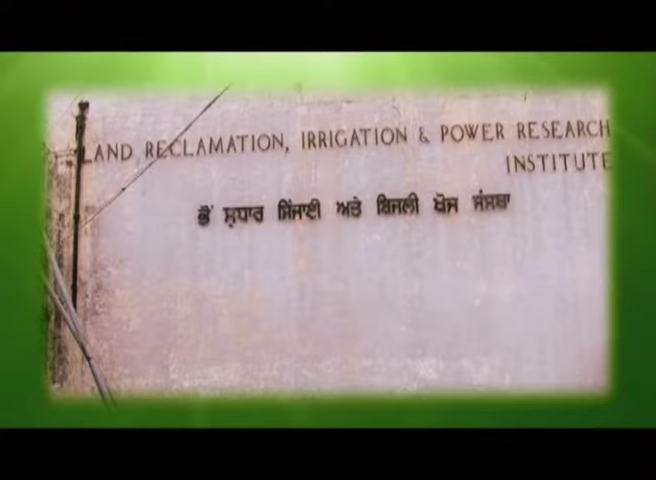 LAND RECLAMATION, IRRIGATION & POWER RESEARCH
INSTITUTE
ਭੌਂ ਸੁਧਾਰ ਸਿੰਜਾਈ ਅਤੇ ਬਿਜਲੀ ਖੋਜ ਸੰਸਥਾ